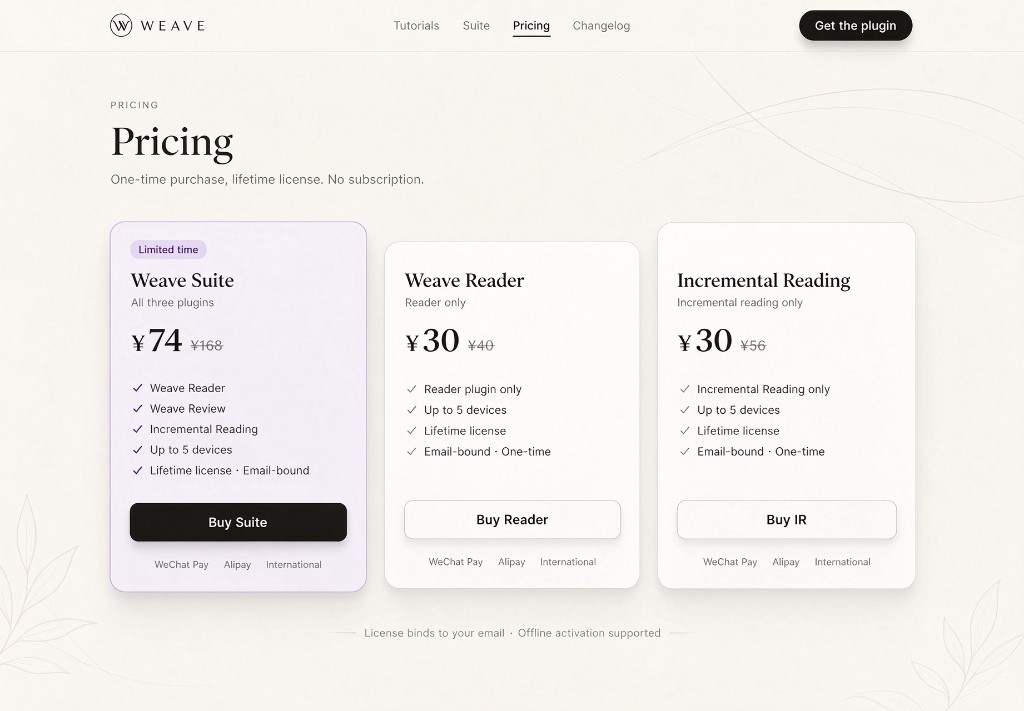 WEAVE
Tutorials
Suite
Pricing
Changelog
Get the plugin
PRICING
Pricing
One-time purchase, lifetime license. No subscription.
Limited time
Weave Suite
All three plugins
¥74 ¥168
Weave Reader
Weave Review
Incremental Reading
Up to 5 devices
Lifetime license · Email-bound
Buy Suite
WeChat Pay Alipay International
Weave Reader
Reader only
¥30 ¥40
Reader plugin only
Up to 5 devices
Lifetime license
Email-bound · One-time
Buy Reader
WeChat Pay Alipay International
Incremental Reading
Incremental reading only
¥30 ¥56
Incremental Reading only
Up to 5 devices
Lifetime license
Email-bound · One-time
Buy IR
WeChat Pay Alipay International
License binds to your email · Offline activation supported